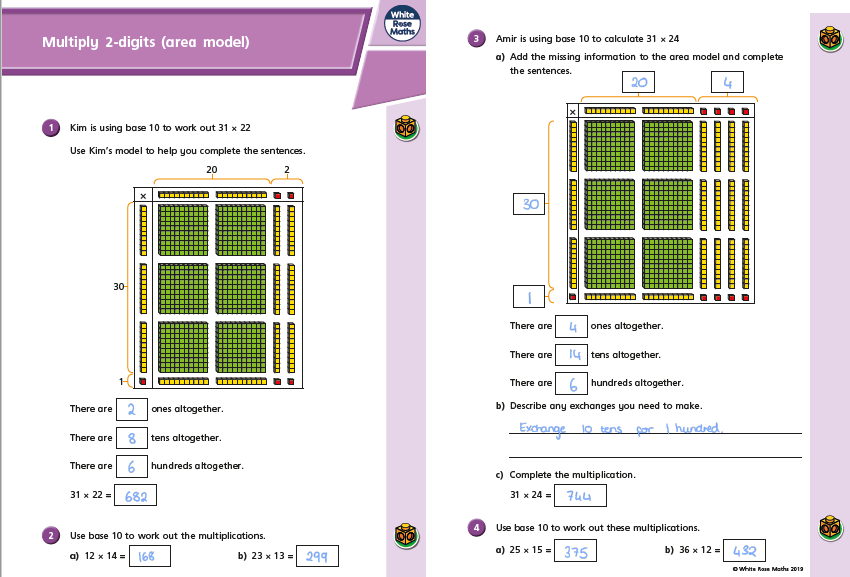 Multiply 2-digits (area model)
White
Rose
Maths
1 Kim is using base 10 to work out 31 × 22
Use Kim's model to help you complete the sentences.
20 2
×
30
1
There are 2 ones altogether.
There are 8 tens altogether.
There are 6 hundreds altogether.
31 × 22 = 682
2 Use base 10 to work out the multiplications.
a) 12 × 14 = 168 b) 23 × 13 = 299
3 Amir is using base 10 to calculate 31 × 24
a) Add the missing information to the area model and complete
the sentences.
20 4
×
30
1
There are 4 ones altogether.
There are 14 tens altogether.
There are 6 hundreds altogether.
b) Describe any exchanges you need to make.
Exchange 10 tens for 1 hundred.
c) Complete the multiplication.
31 × 24 = 744
4 Use base 10 to work out these multiplications.
a) 25 × 15 = 375 b) 36 × 12 = 432
© White Rose Maths 2019